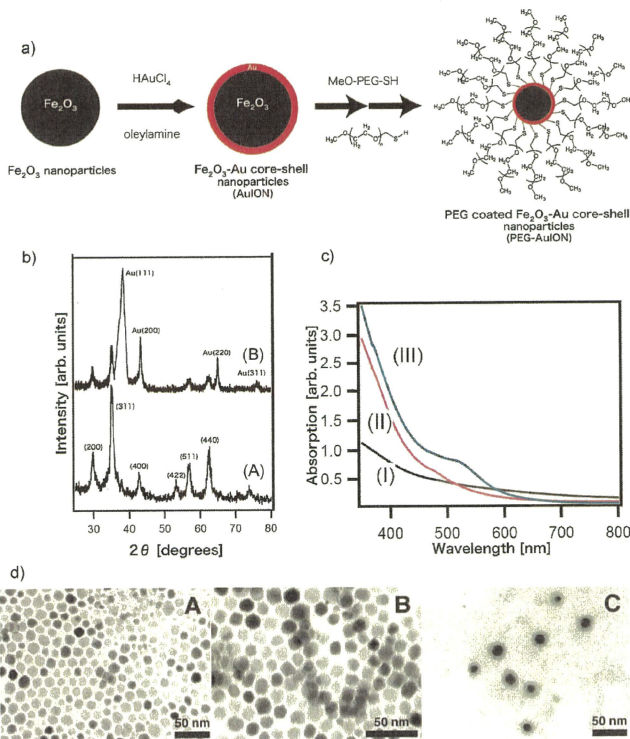 a)
Fe₂O₃
Fe₂O₃ nanoparticles
HAuCl₄
oleylamine
Au
Fe₂O₃
Fe₂O₃-Au core-shell
nanoparticles
(AuION)
MeO-PEG-SH
PEG coated Fe₂O₃-Au core-shell
nanoparticles
(PEG-AuION)
b)
Intensity [arb. units]
Au(111)
Au(200)
Au(220)
Au(311)
(B)
(200)
(311)
(400)
(422)
(511)
(440)
(A)
30 40 50 60 70 80
2θ [degrees]
c)
Absorption [arb. units]
3.5
3.0
2.5
2.0
1.5
1.0
0.5
(III)
(II)
(I)
400 500 600 700 800
Wavelength [nm]
d)
A
50 nm
B
50 nm
C
50 nm